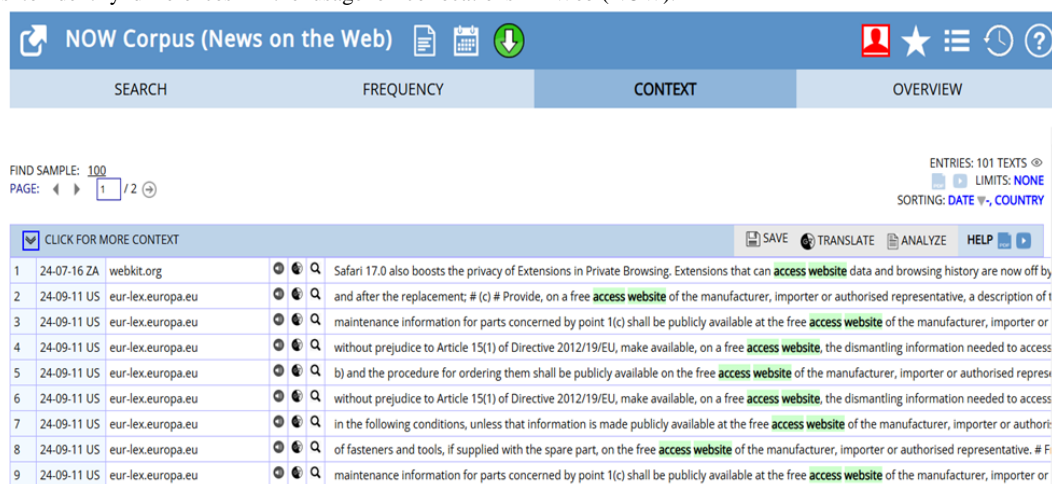 NOW Corpus (News on the Web)
SEARCH FREQUENCY CONTEXT OVERVIEW
FIND SAMPLE: 100
PAGE: 1 / 2
ENTRIES: 101 TEXTS
LIMITS: NONE
SORTING: DATE -, COUNTRY
CLICK FOR MORE CONTEXT SAVE TRANSLATE ANALYZE HELP
1 24-07-16 ZA webkit.org Safari 17.0 also boosts the privacy of Extensions in Private Browsing. Extensions that can access website data and browsing history are now off by
2 24-09-11 US eur-lex.europa.eu and after the replacement; # (c) # Provide, on a free access website of the manufacturer, importer or authorised representative, a description of
3 24-09-11 US eur-lex.europa.eu maintenance information for parts concerned by point 1(c) shall be publicly available at the free access website of the manufacturer, importer or
4 24-09-11 US eur-lex.europa.eu without prejudice to Article 15(1) of Directive 2012/19/EU, make available, on a free access website, the dismantling information needed to access
5 24-09-11 US eur-lex.europa.eu b) and the procedure for ordering them shall be publicly available on the free access website of the manufacturer, importer or authorised represe
6 24-09-11 US eur-lex.europa.eu without prejudice to Article 15(1) of Directive 2012/19/EU, make available, on a free access website, the dismantling information needed to access
7 24-09-11 US eur-lex.europa.eu in the following conditions, unless that information is made publicly available at the free access website of the manufacturer, importer or authori
8 24-09-11 US eur-lex.europa.eu of fasteners and tools, if supplied with the spare part, on the free access website of the manufacturer, importer or authorised representative. #
9 24-09-11 US eur-lex.europa.eu maintenance information for parts concerned by point 1(c) shall be publicly available at the free access website of the manufacturer, importer or